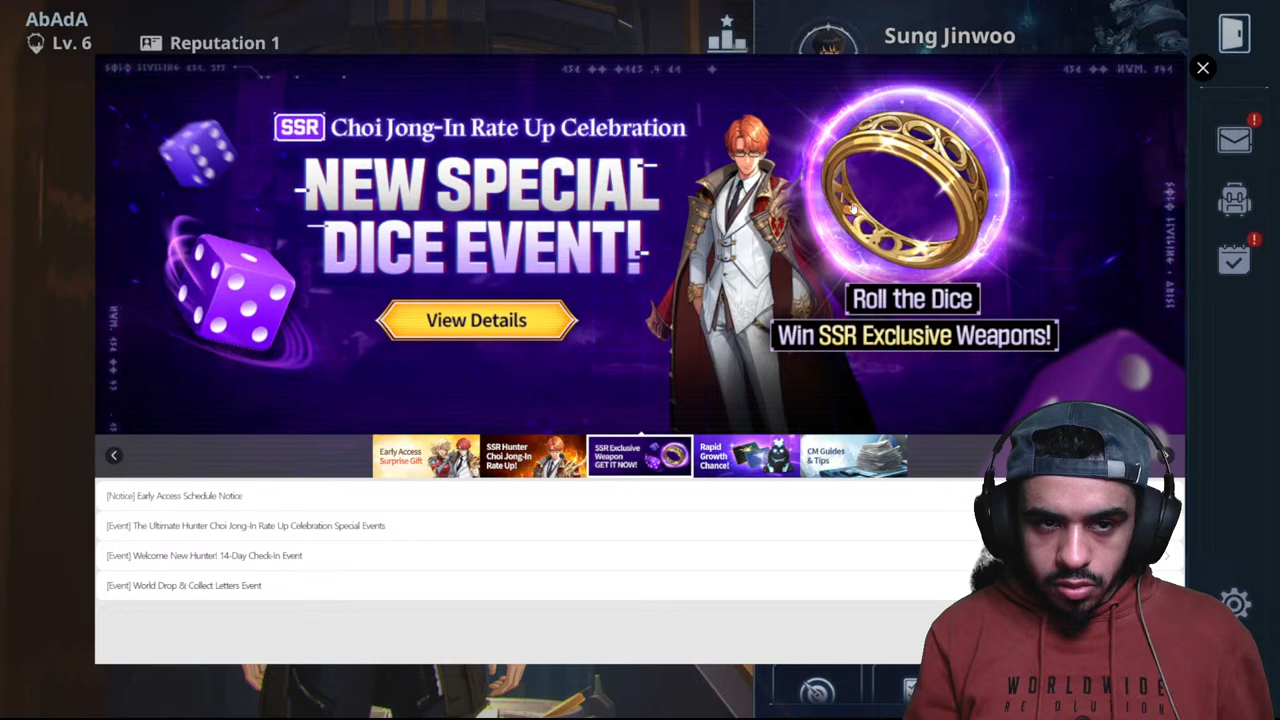 AbAdA
Lv. 6
Reputation 1
Sung Jinwoo
SSR Choi Jong-In Rate Up Celebration
NEW SPECIAL
DICE EVENT!
View Details
Roll the Dice
Win SSR Exclusive Weapons!
Early Access
Surprise Gift
SSR Hunter
Choi Jong-In
Rate Up!
SSR Exclusive
Weapon
GET IT NOW!
Rapid
Growth
Chance!
CM Guides
& Tips
[Notice] Early Access Schedule Notice
[Event] The Ultimate Hunter Choi Jong-In Rate Up Celebration Special Events
[Event] Welcome New Hunter! 14-Day Check-In Event
[Event] World Drop & Collect Letters Event
WORLDWIDE